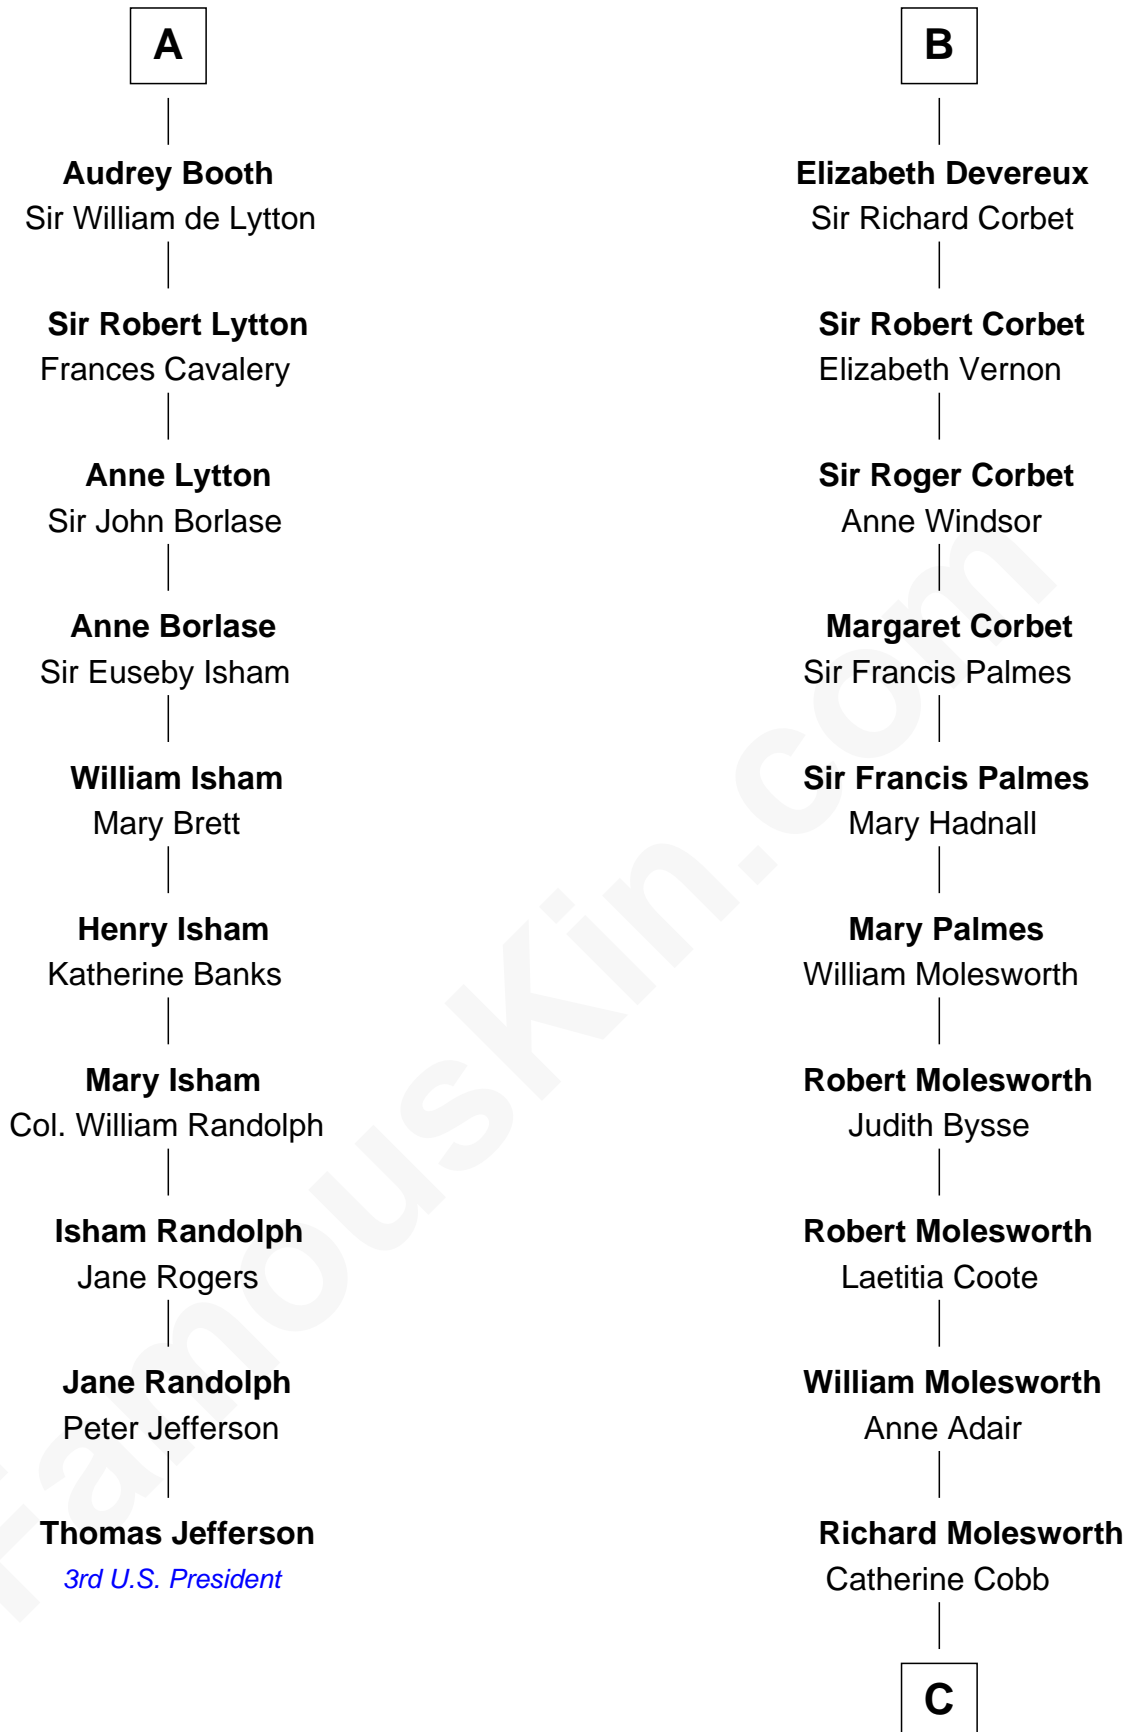 A
Audrey Booth
Sir William de Lytton
Sir Robert Lytton
Frances Cavalery
Anne Lytton
Sir John Borlase
Anne Borlase
Sir Euseby Isham
William Isham
Mary Brett
Henry Isham
Katherine Banks
Mary Isham
Col. William Randolph
Isham Randolph
Jane Rogers
Jane Randolph
Peter Jefferson
Thomas Jefferson
3rd U.S. President
B
Elizabeth Devereux
Sir Richard Corbet
Sir Robert Corbet
Elizabeth Vernon
Sir Roger Corbet
Anne Windsor
Margaret Corbet
Sir Francis Palmes
Sir Francis Palmes
Mary Hadnall
Mary Palmes
William Molesworth
Robert Molesworth
Judith Bysse
Robert Molesworth
Laetitia Coote
William Molesworth
Anne Adair
Richard Molesworth
Catherine Cobb
C
FamousKin.com